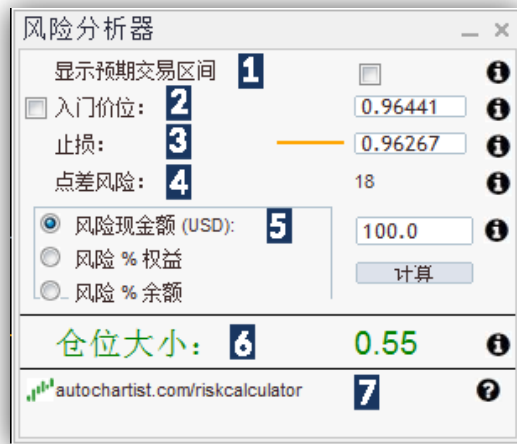 风险分析器
显示预期交易区间 1
入门价位: 2 0.96441
止损: 3 0.96267
点差风险: 4 18
风险现金额 (USD): 5 100.0
风险 % 权益
计算
风险 % 余额
仓位大小: 6 0.55
autochartist.com/riskcalculator 7